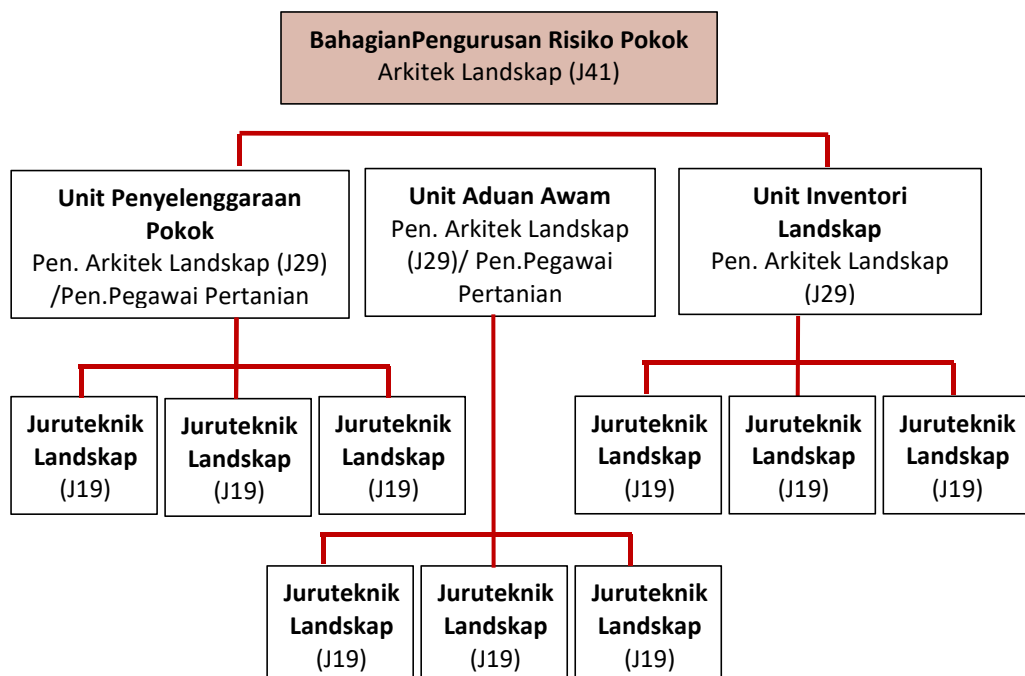 BahagianPengurusan Risiko Pokok
Arkitek Landskap (J41)
Unit Penyelenggaraan
Pokok
Pen. Arkitek Landskap (J29)
/Pen.Pegawai Pertanian
Unit Aduan Awam
Pen. Arkitek Landskap
(J29)/ Pen.Pegawai
Pertanian
Unit Inventori
Landskap
Pen. Arkitek Landskap
(J29)
Juruteknik
Landskap
(J19)
Juruteknik
Landskap
(J19)
Juruteknik
Landskap
(J19)
Juruteknik
Landskap
(J19)
Juruteknik
Landskap
(J19)
Juruteknik
Landskap
(J19)
Juruteknik
Landskap
(J19)
Juruteknik
Landskap
(J19)
Juruteknik
Landskap
(J19)